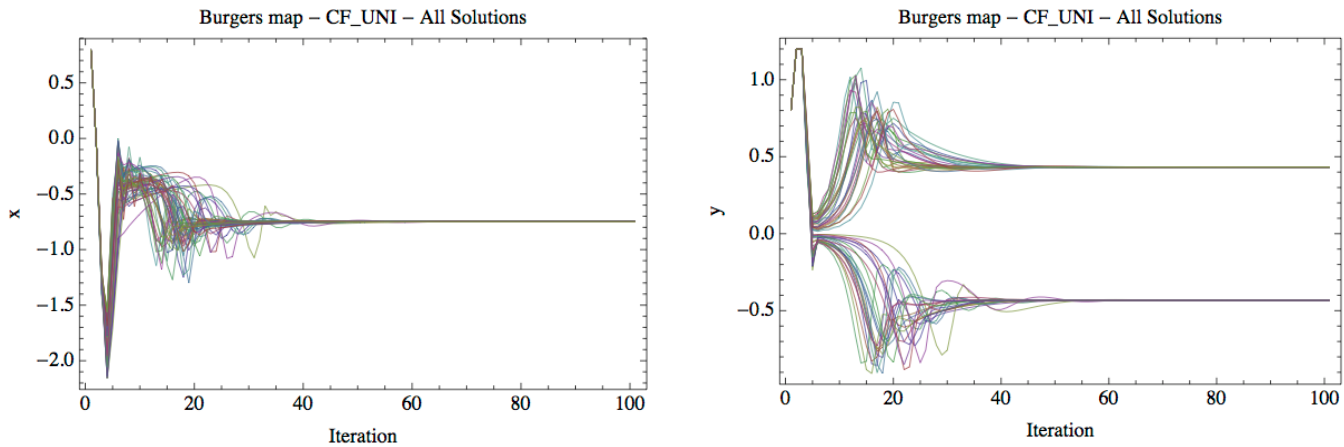 Burgers map – CF_UNI – All Solutions
0.5
0.0
−0.5
−1.0
−1.5
−2.0
x
0 20 40 60 80 100
Iteration
Burgers map – CF_UNI – All Solutions
1.0
0.5
0.0
−0.5
y
0 20 40 60 80 100
Iteration